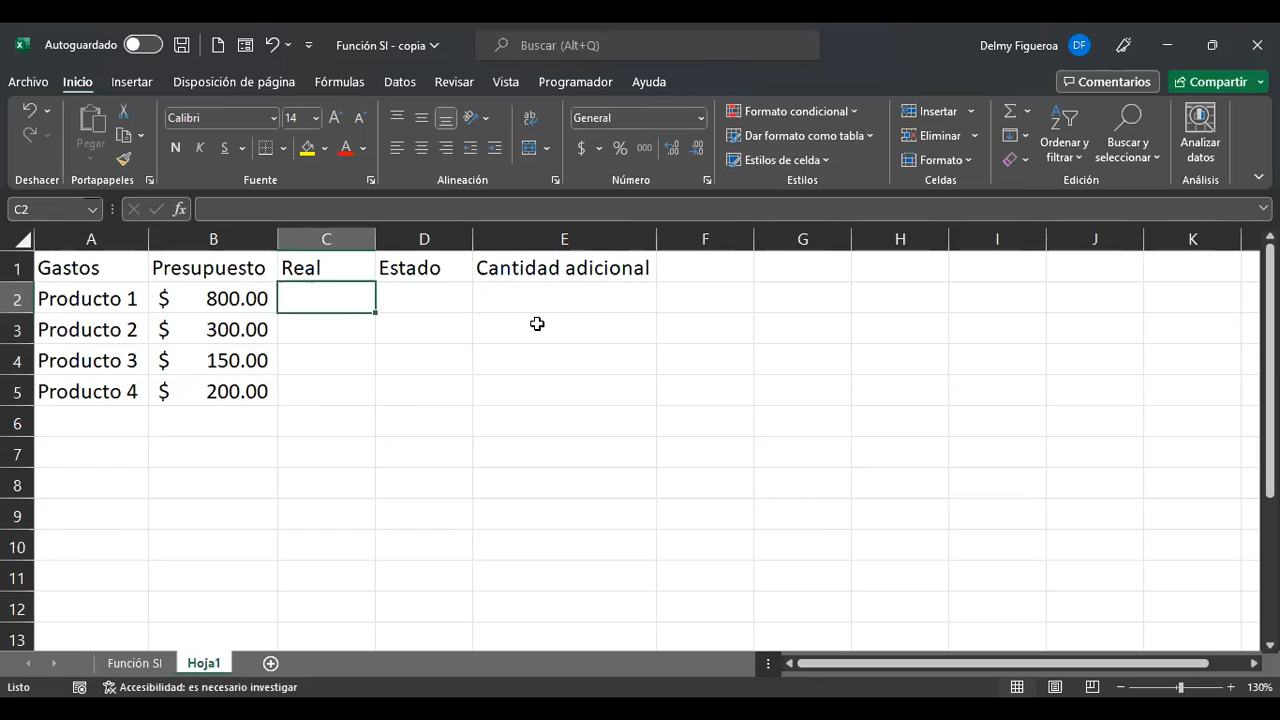 Autoguardado
Función SI - copia
Buscar (Alt+Q)
Delmy Figueroa DF
Archivo Inicio Insertar Disposición de página Fórmulas Datos Revisar Vista Programador Ayuda Comentarios Compartir
Pegar
Calibri 14
N K S
ab
General
$ % 000
Formato condicional
Dar formato como tabla
Estilos de celda
Insertar
Eliminar
Formato
Ordenar y filtrar
Buscar y seleccionar
Analizar datos
Deshacer Portapapeles Fuente Alineación Número Estilos Celdas Edición Análisis
C2 fx
A B C D E F G H I J K
1 Gastos Presupuesto Real Estado Cantidad adicional
2 Producto 1 $ 800.00
3 Producto 2 $ 300.00
4 Producto 3 $ 150.00
5 Producto 4 $ 200.00
6
7
8
9
10
11
12
13
Función SI Hoja1
Listo Accesibilidad: es necesario investigar 130%